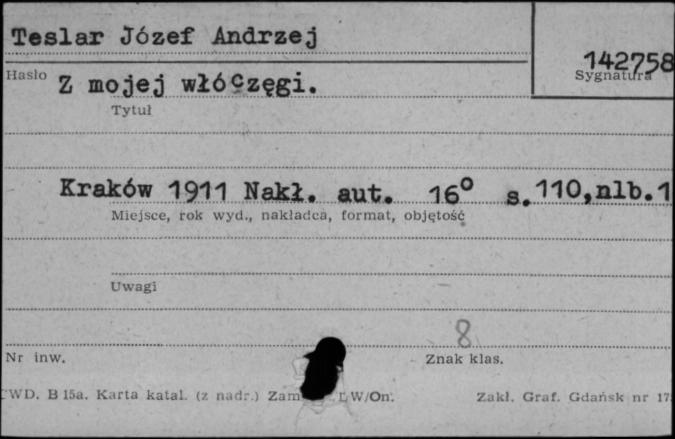 Teslar Józef Andrzej
142758
Hasło
Sygnatura
Z mojej włóczęgi.
Tytuł
Kraków 1911 Nakł. aut. 16° s.110,nlb.1
Miejsce, rok wyd., nakładca, format, objętość
Uwagi
8
Nr inw.
Znak klas.
CWD. B 15a. Karta katal. (z nadr.) Zam W/On. Zakł. Graf. Gdańsk nr 17